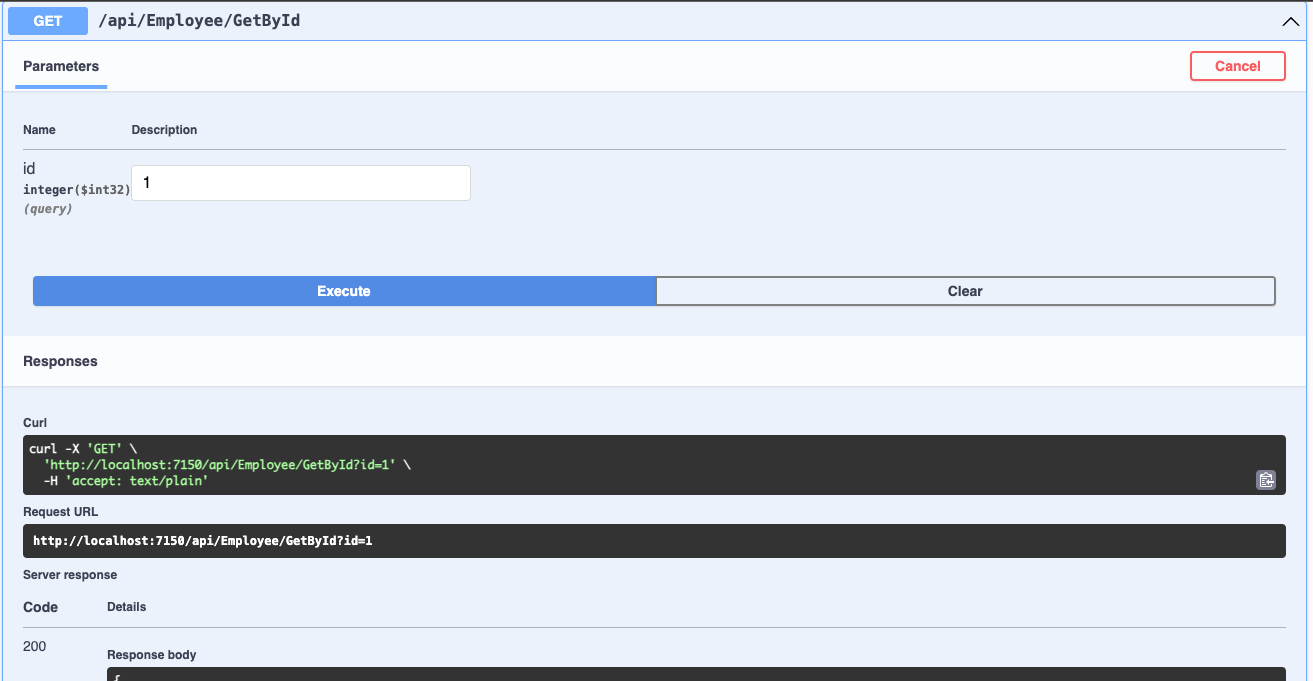 GET /api/Employee/GetById
Parameters Cancel
Name Description
id
integer($int32)
(query)
1
Execute Clear
Responses
Curl
curl -X 'GET' \
'http://localhost:7150/api/Employee/GetById?id=1' \
-H 'accept: text/plain'
Request URL
http://localhost:7150/api/Employee/GetById?id=1
Server response
Code Details
200
Response body
{